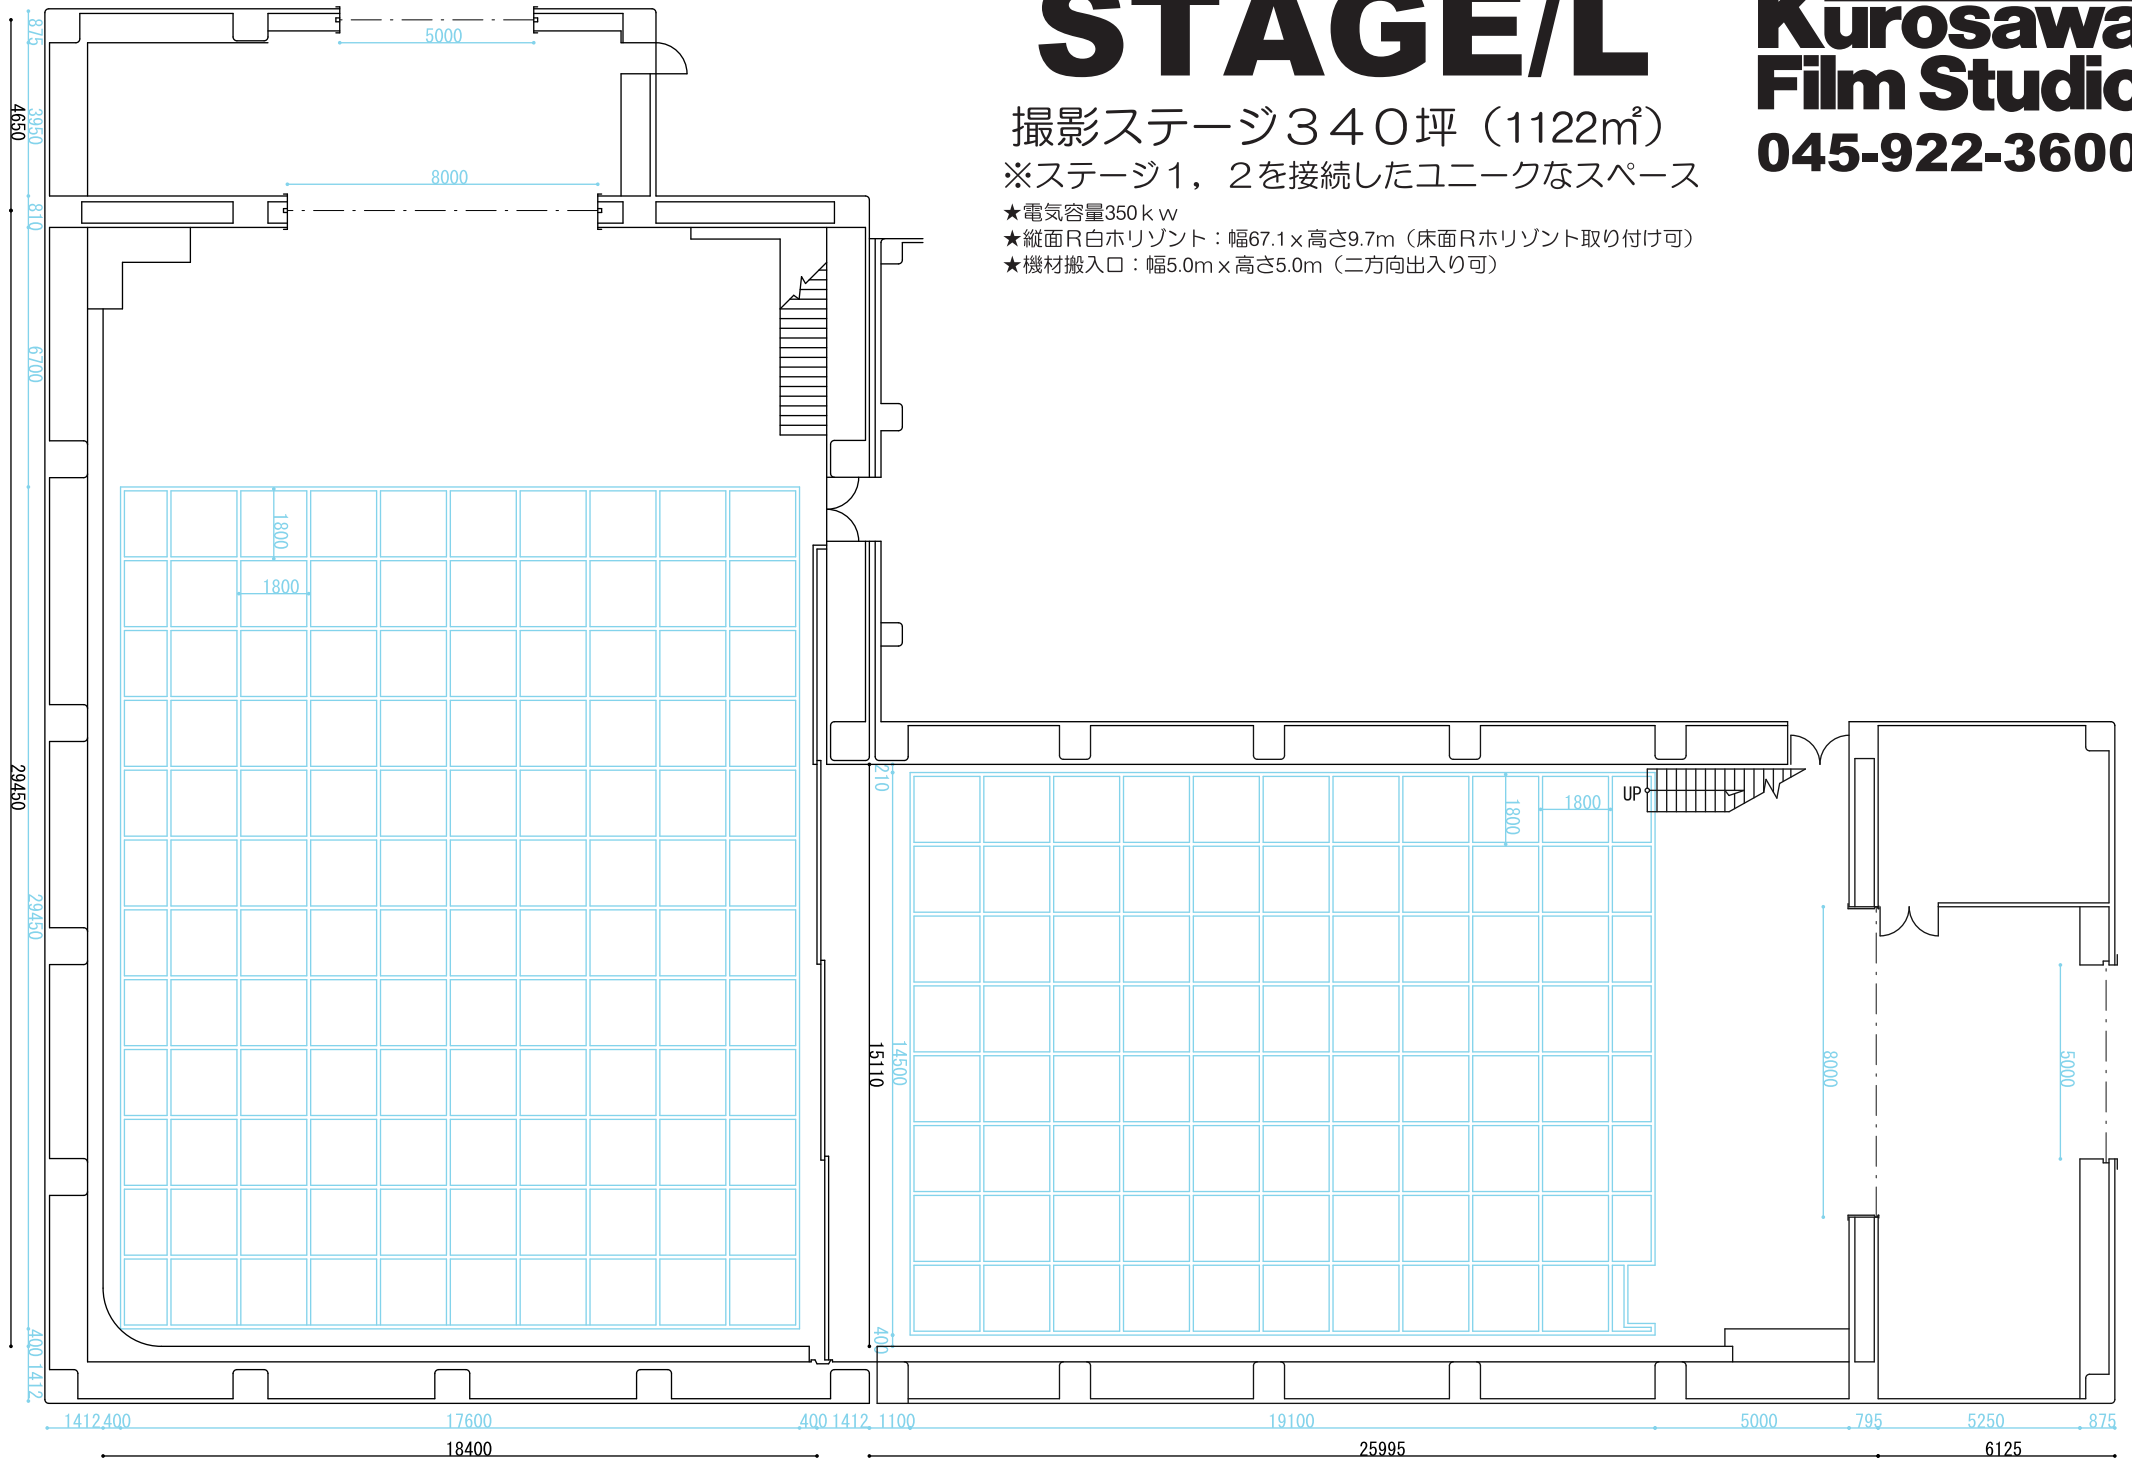 STAGE/L
Kurosawa
Film Studio
045-922-3600
撮影ステージ340坪（1122㎡）
※ステージ1，2を接続したユニークなスペース
★電気容量350ｋｗ
★縦面Ｒ白ホリゾント：幅67.1ｘ高さ9.7m（床面Ｒホリゾント取り付け可）
★機材搬入口：幅5.0mｘ高さ5.0m（二方向出入り可）
875
5000
4650
3950
8000
810
6700
1800
1800
29450
29450
400
1412
210
UP
1800
1800
15110
14500
8000
5000
400
1412 400 17600 400 1412 1100 19100 5000 795 5250 875
18400 25995 6125